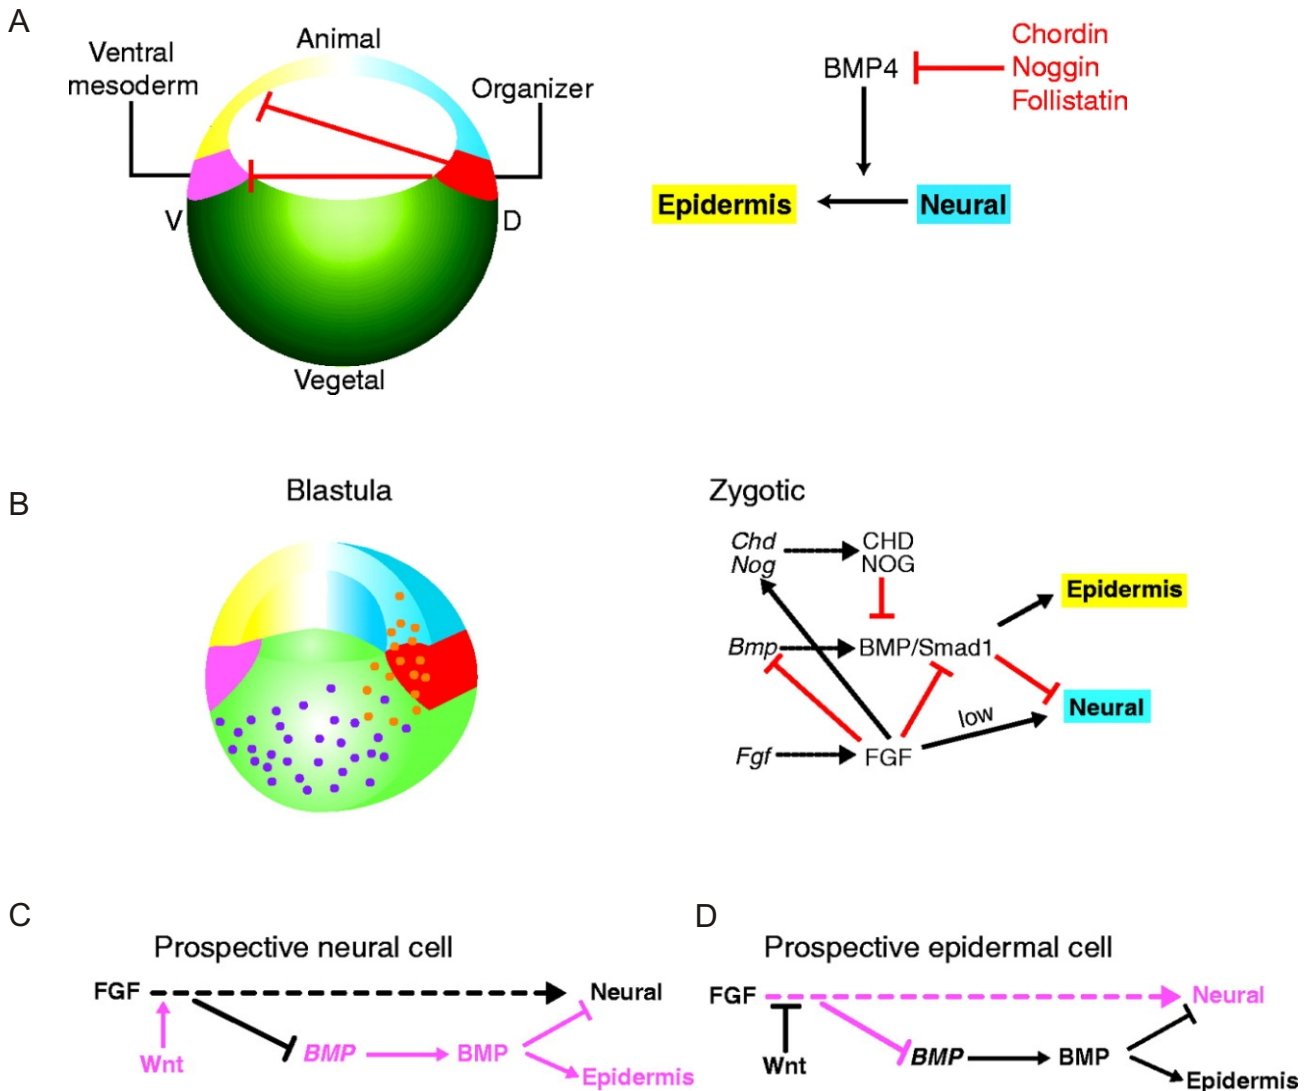 A
Animal
Ventral
mesoderm
Organizer
V
D
Vegetal
BMP4
Chordin
Noggin
Follistatin
Epidermis
Neural
B
Blastula
Zygotic
Chd
Nog
CHD
NOG
Epidermis
Bmp
BMP/Smad1
low
Neural
Fgf
FGF
C
Prospective neural cell
FGF
Neural
Wnt
BMP
BMP
Epidermis
D
Prospective epidermal cell
FGF
Neural
Wnt
BMP
BMP
Epidermis